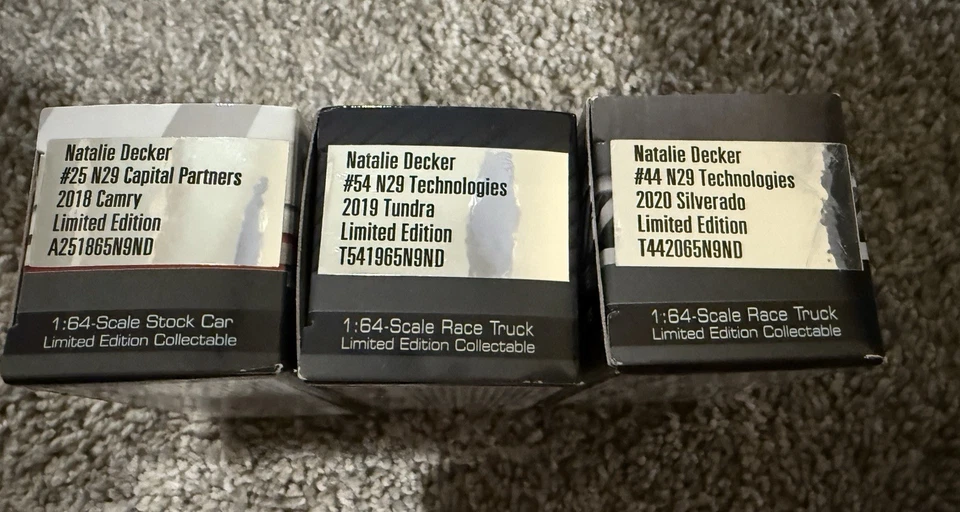 Natalie Decker
#25 N29 Capital Partners
2018 Camry
Limited Edition
A251865N9ND
1:64-Scale Stock Car
Limited Edition Collectable
Natalie Decker
#54 N29 Technologies
2019 Tundra
Limited Edition
T541965N9ND
1:64-Scale Race Truck
Limited Edition Collectable
Natalie Decker
#44 N29 Technologies
2020 Silverado
Limited Edition
T442065N9ND
1:64-Scale Race Truck
Limited Edition Collectable